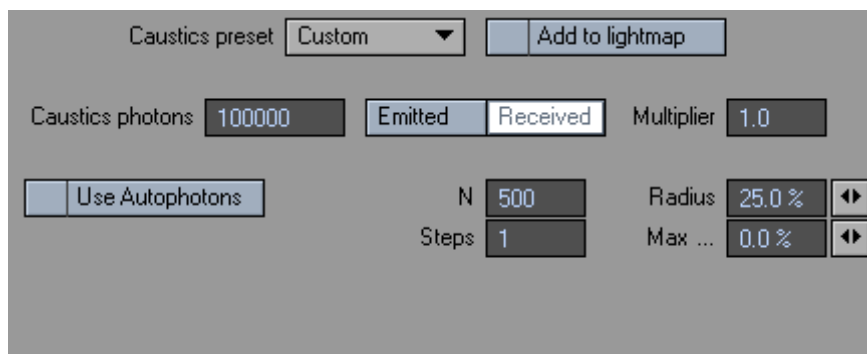 Caustics preset Custom Add to lightmap
Caustics photons 100000 Emitted Received Multiplier 1.0
Use Autophotons N 500 Radius 25.0 %
Steps 1 Max ... 0.0 %